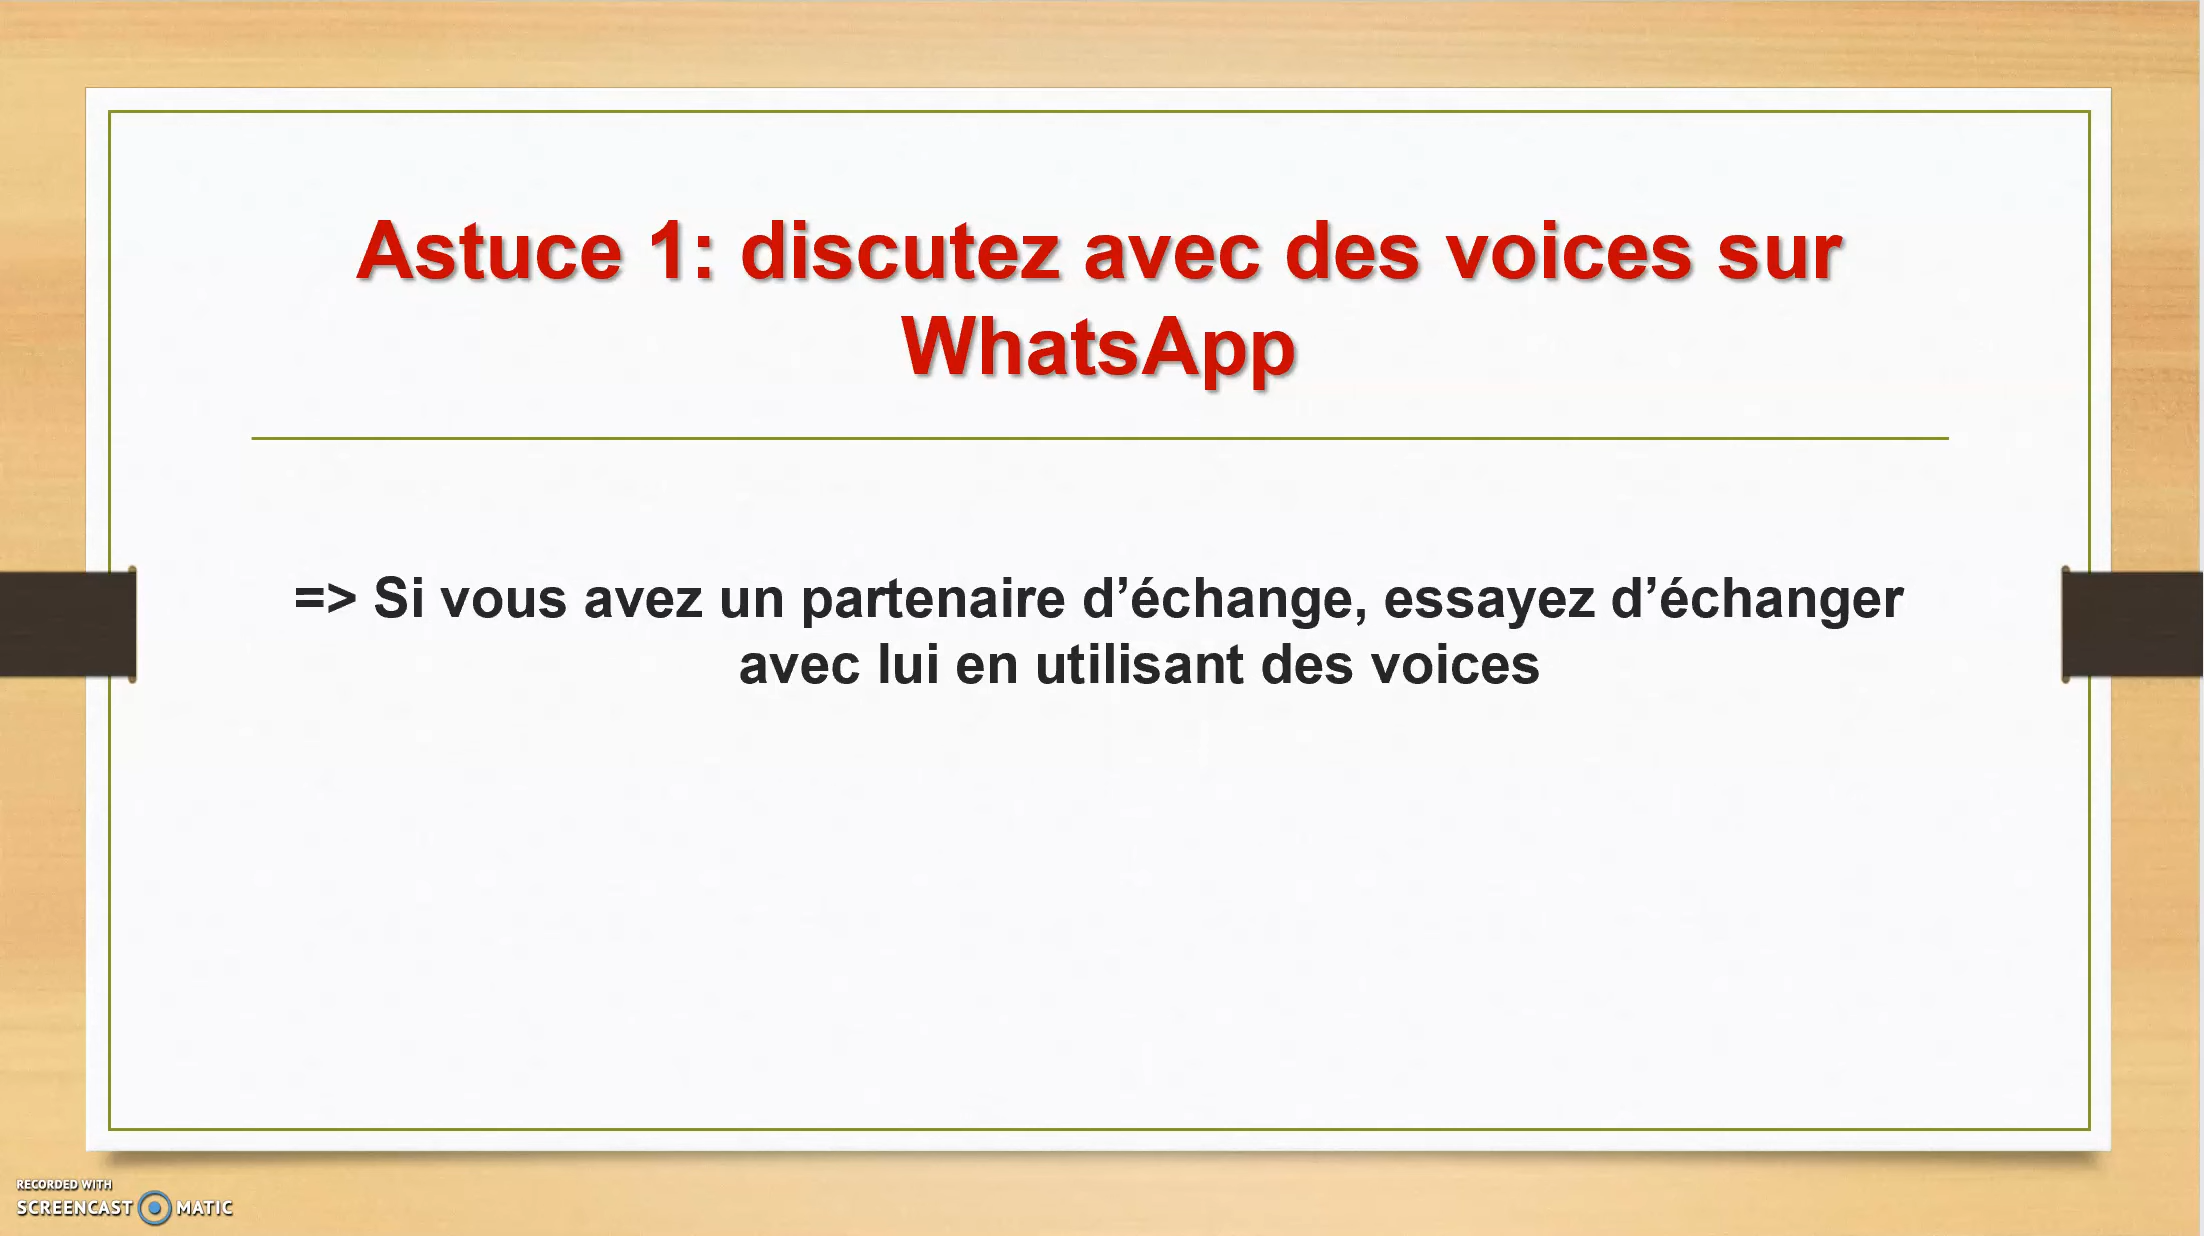 Astuce 1: discutez avec des voices sur
WhatsApp
=> Si vous avez un partenaire d’échange, essayez d’échanger
avec lui en utilisant des voices
RECORDED WITH
SCREENCAST MATIC